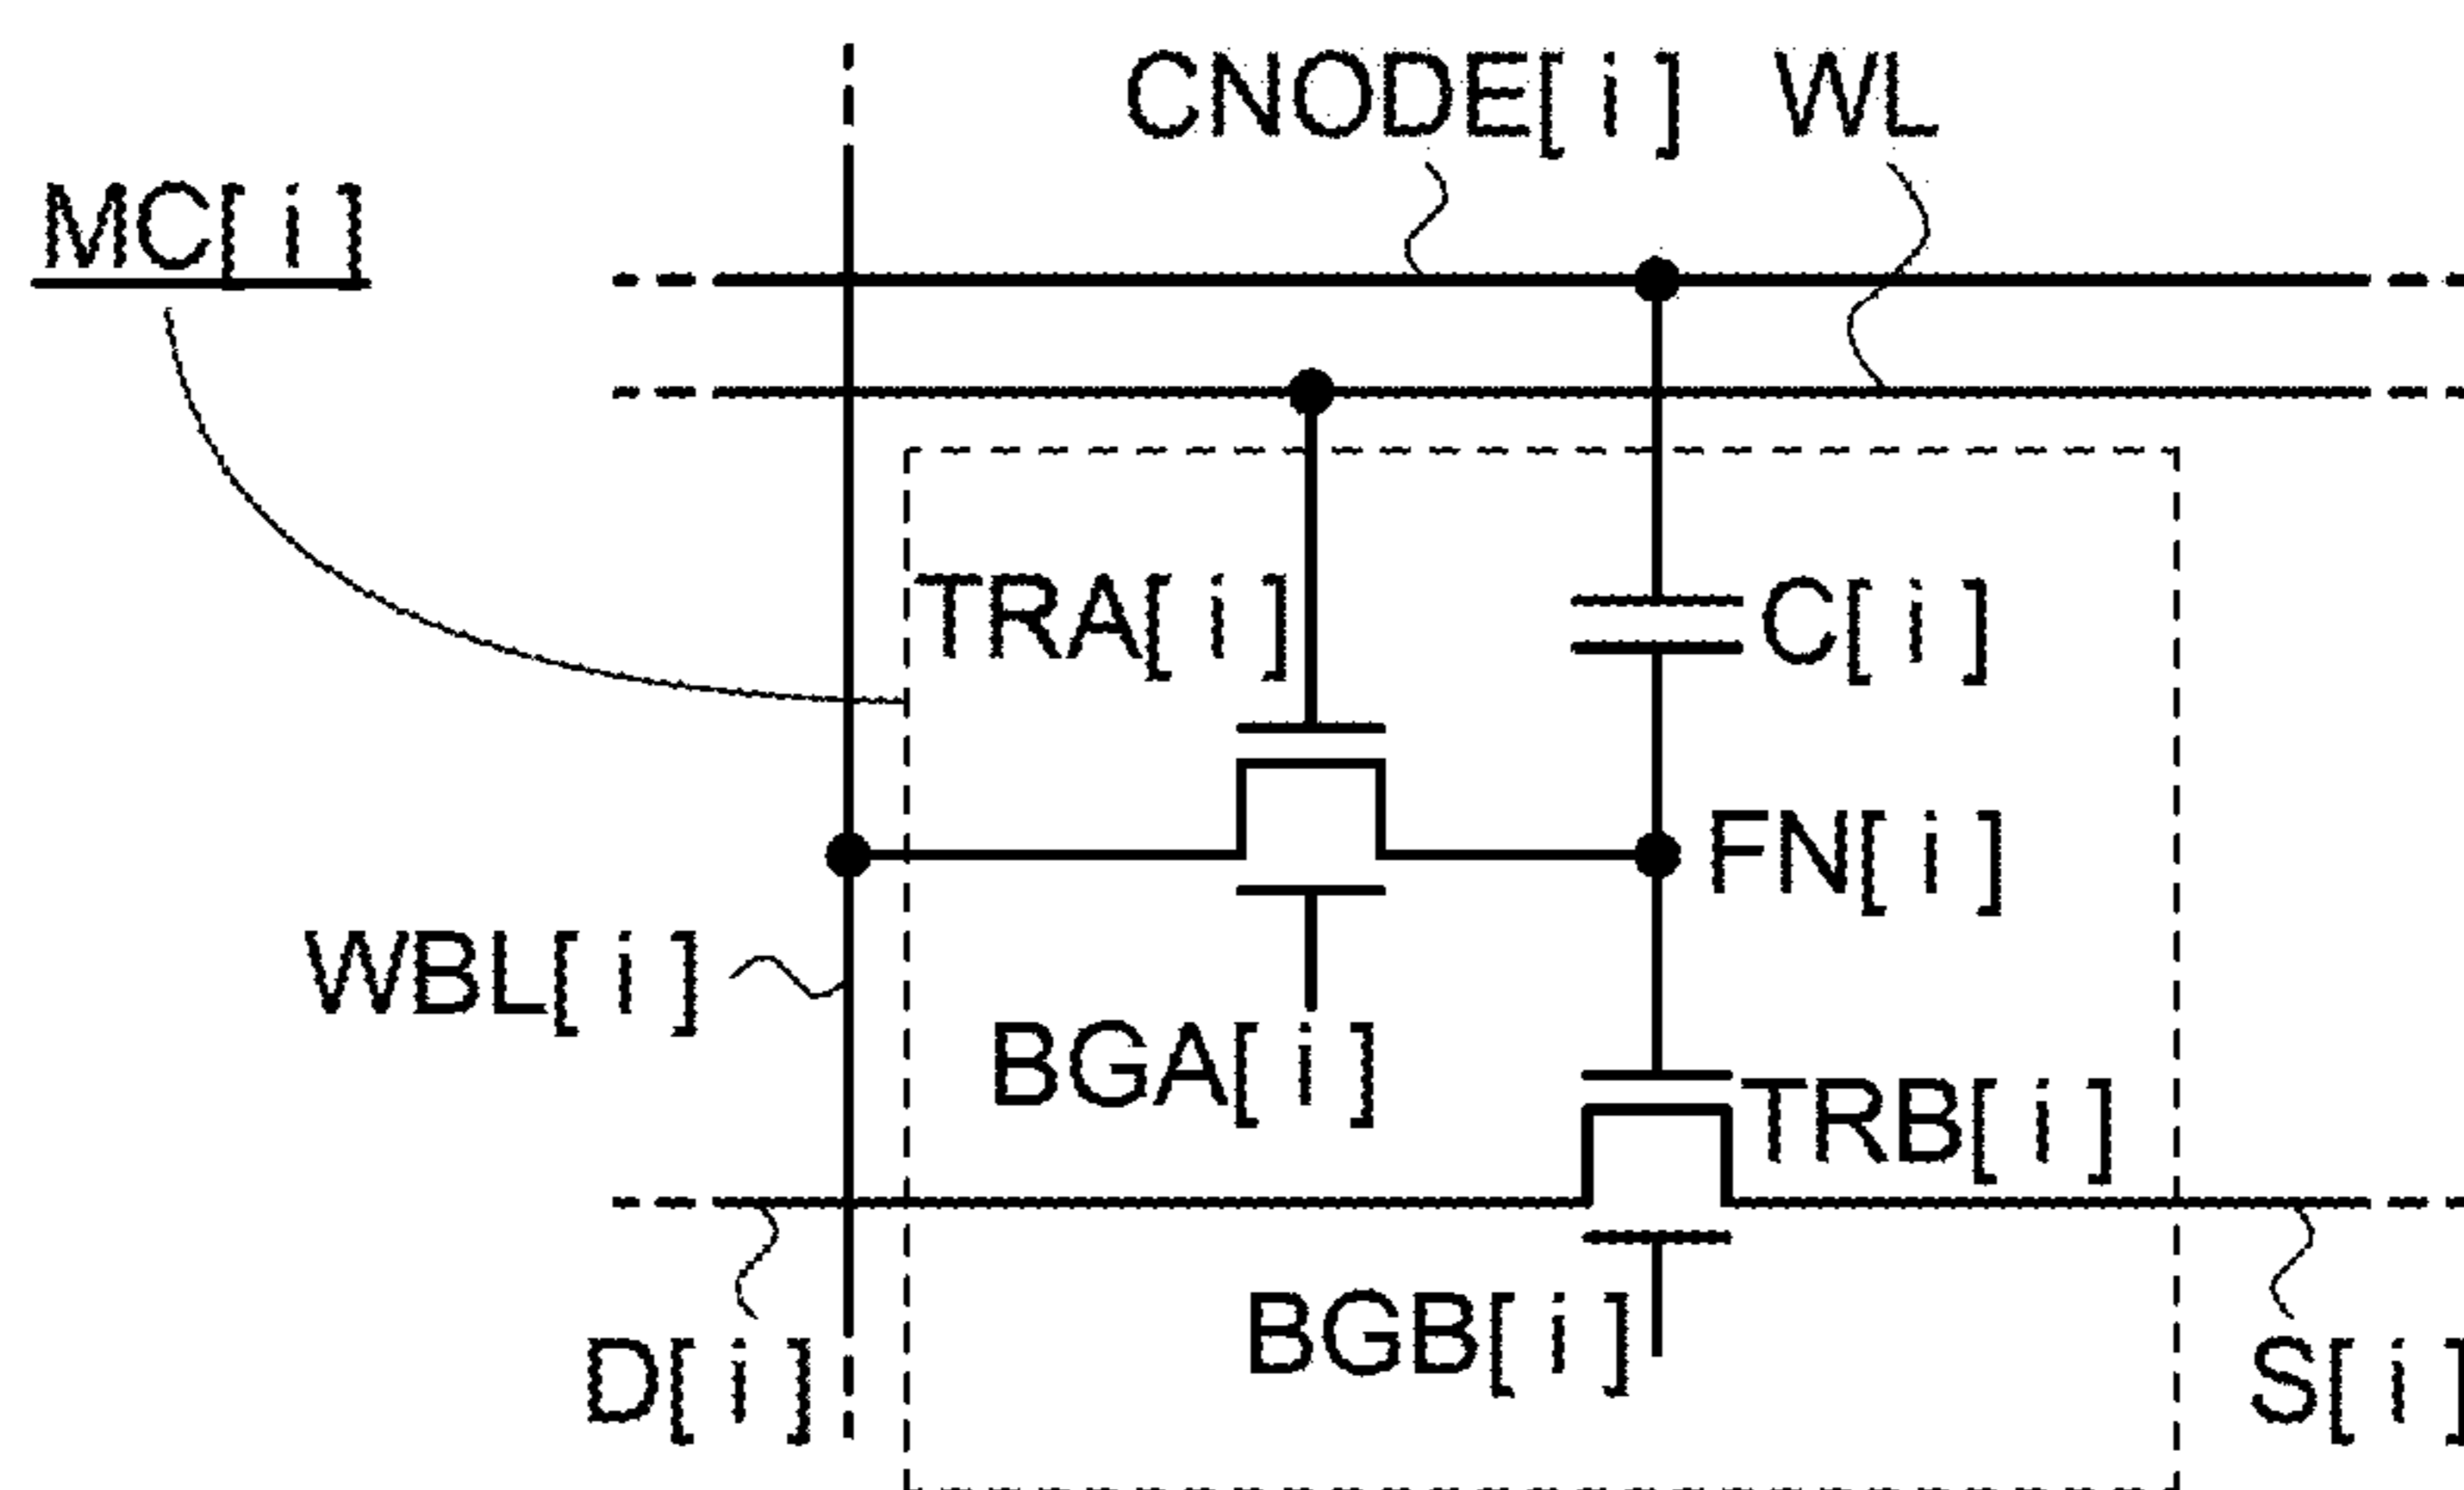 CNODE[ i ] WL
MC[ i ]
TRA[ i ]
C[ i ]
FN[ i ]
WBL[ i ]
BGA[ i ]
TRB[ i ]
BGB[ i ]
D[ i ]
S[ i ]